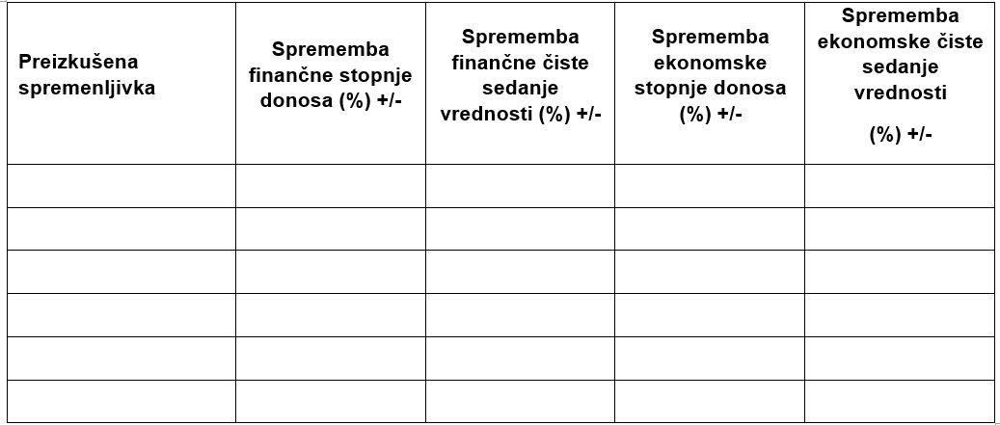 Preizkušena
spremenljivka
Sprememba
finančne stopnje
donosa (%) +/-
Sprememba
finančne čiste
sedanje
vrednosti (%) +/-
Sprememba
ekonomske
stopnje donosa
(%) +/-
Sprememba
ekonomske čiste
sedanje
vrednosti
(%) +/-